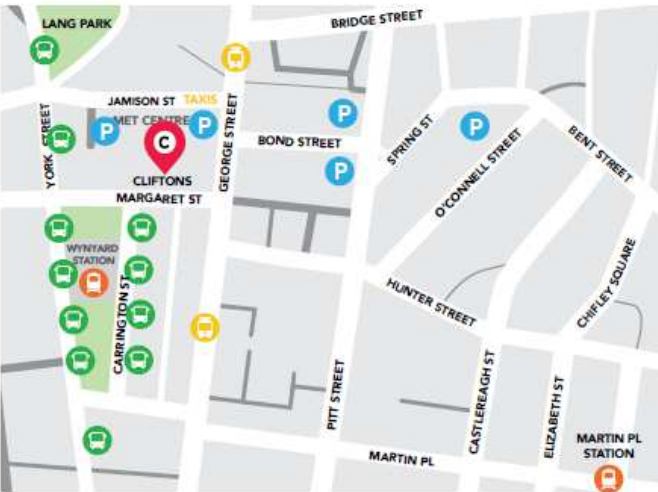 LANG PARK
BRIDGE STREET
JAMISON ST TAXIS
MET CENTRE
P
P
P
P
P
C
CLIFTONS
MARGARET ST
YORK STREET
GEORGE STREET
BOND STREET
SPRING ST
O'CONNELL STREET
BENT STREET
WYNYARD
STATION
CARRINGTON ST
HUNTER STREET
CHIFLEY SQUARE
PITT STREET
CASTLEREAGH ST
ELIZABETH ST
MARTIN PL
MARTIN PL
STATION